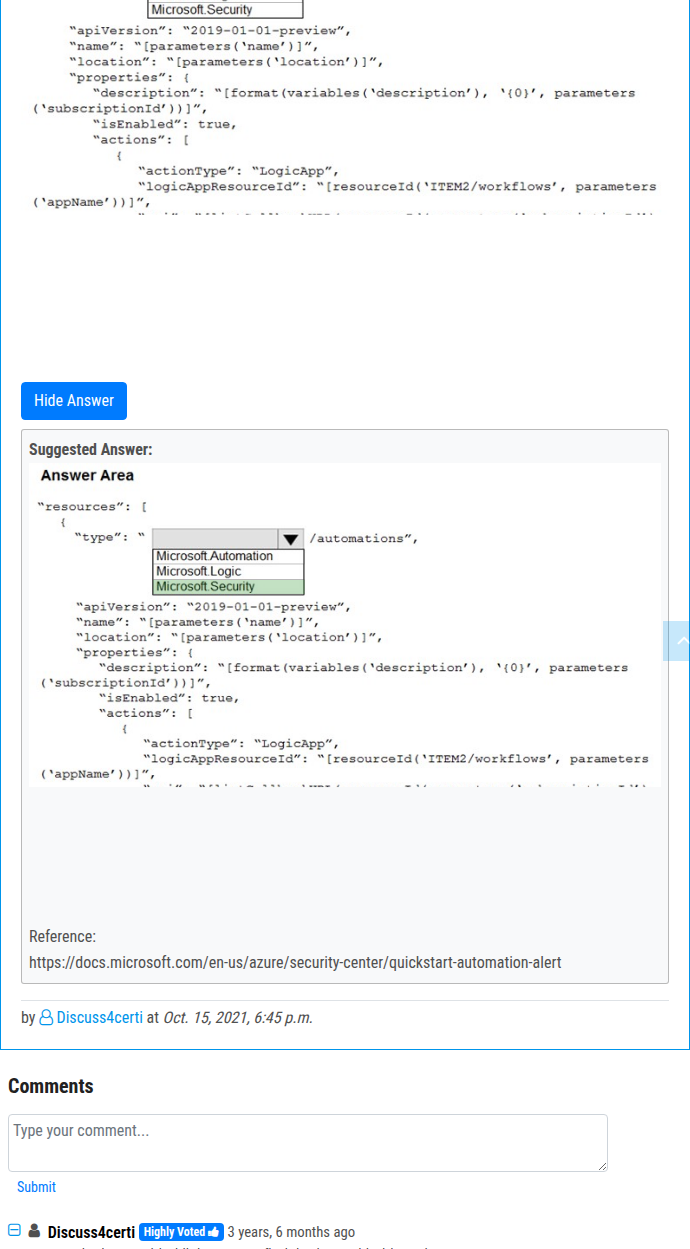 Microsoft.Security
“apiVersion”: “2019-01-01-preview”,
“name”: “[parameters(‘name’)]”,
“location”: “[parameters(‘location’)]”,
“properties”: {
“description”: “[format(variables(‘description’), ‘{0}’, parameters
(‘subscriptionId’))]”,
“isEnabled”: true,
“actions”: [
{
“actionType”: “LogicApp”,
“logicAppResourceId”: “[resourceId(‘ITEM2/workflows’, parameters
(‘appName’))]”,
Hide Answer
Suggested Answer:
Answer Area
“resources”: [
{
“type”: “ /automations”,
Microsoft.Automation
Microsoft.Logic
Microsoft.Security
“apiVersion”: “2019-01-01-preview”,
“name”: “[parameters(‘name’)]”,
“location”: “[parameters(‘location’)]”,
“properties”: {
“description”: “[format(variables(‘description’), ‘{0}’, parameters
(‘subscriptionId’))]”,
“isEnabled”: true,
“actions”: [
{
“actionType”: “LogicApp”,
“logicAppResourceId”: “[resourceId(‘ITEM2/workflows’, parameters
(‘appName’))]”,
Reference:
https://docs.microsoft.com/en-us/azure/security-center/quickstart-automation-alert
by Discuss4certi at Oct. 15, 2021, 6:45 p.m.
Comments
Type your comment...
Submit
Discuss4certi Highly Voted 3 years, 6 months ago